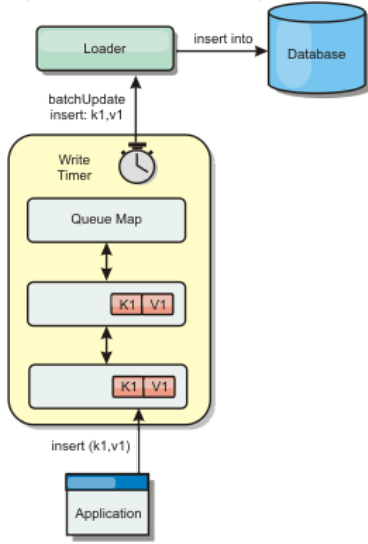 Loader
insert into
Database
batchUpdate
insert: k1,v1
Write
Timer
Queue Map
K1 V1
K1 V1
insert (k1,v1)
Application